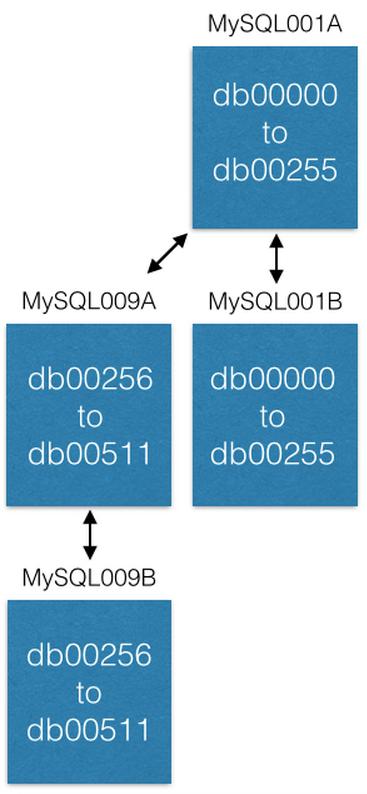 MySQL001A
db00000
to
db00255
MySQL009A
db00256
to
db00511
MySQL001B
db00000
to
db00255
MySQL009B
db00256
to
db00511